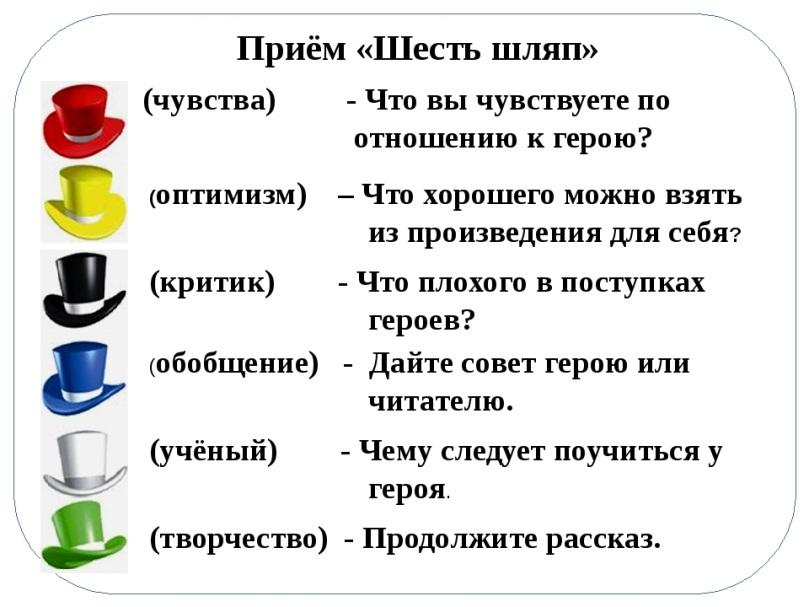 Приём «Шесть шляп»
(чувства) - Что вы чувствуете по
отношению к герою?
(оптимизм) – Что хорошего можно взять
из произведения для себя?
(критик) - Что плохого в поступках
героев?
(обобщение) - Дайте совет герою или
читателю.
(учёный) - Чему следует поучиться у
героя.
(творчество) - Продолжите рассказ.